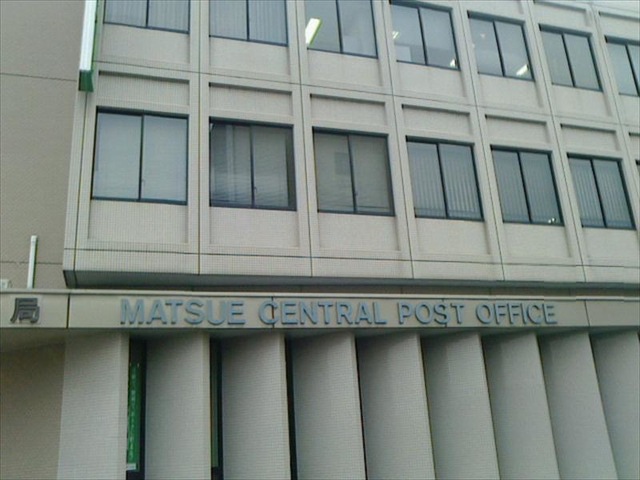 局 MATSUE CENTRAL POST OFFICE